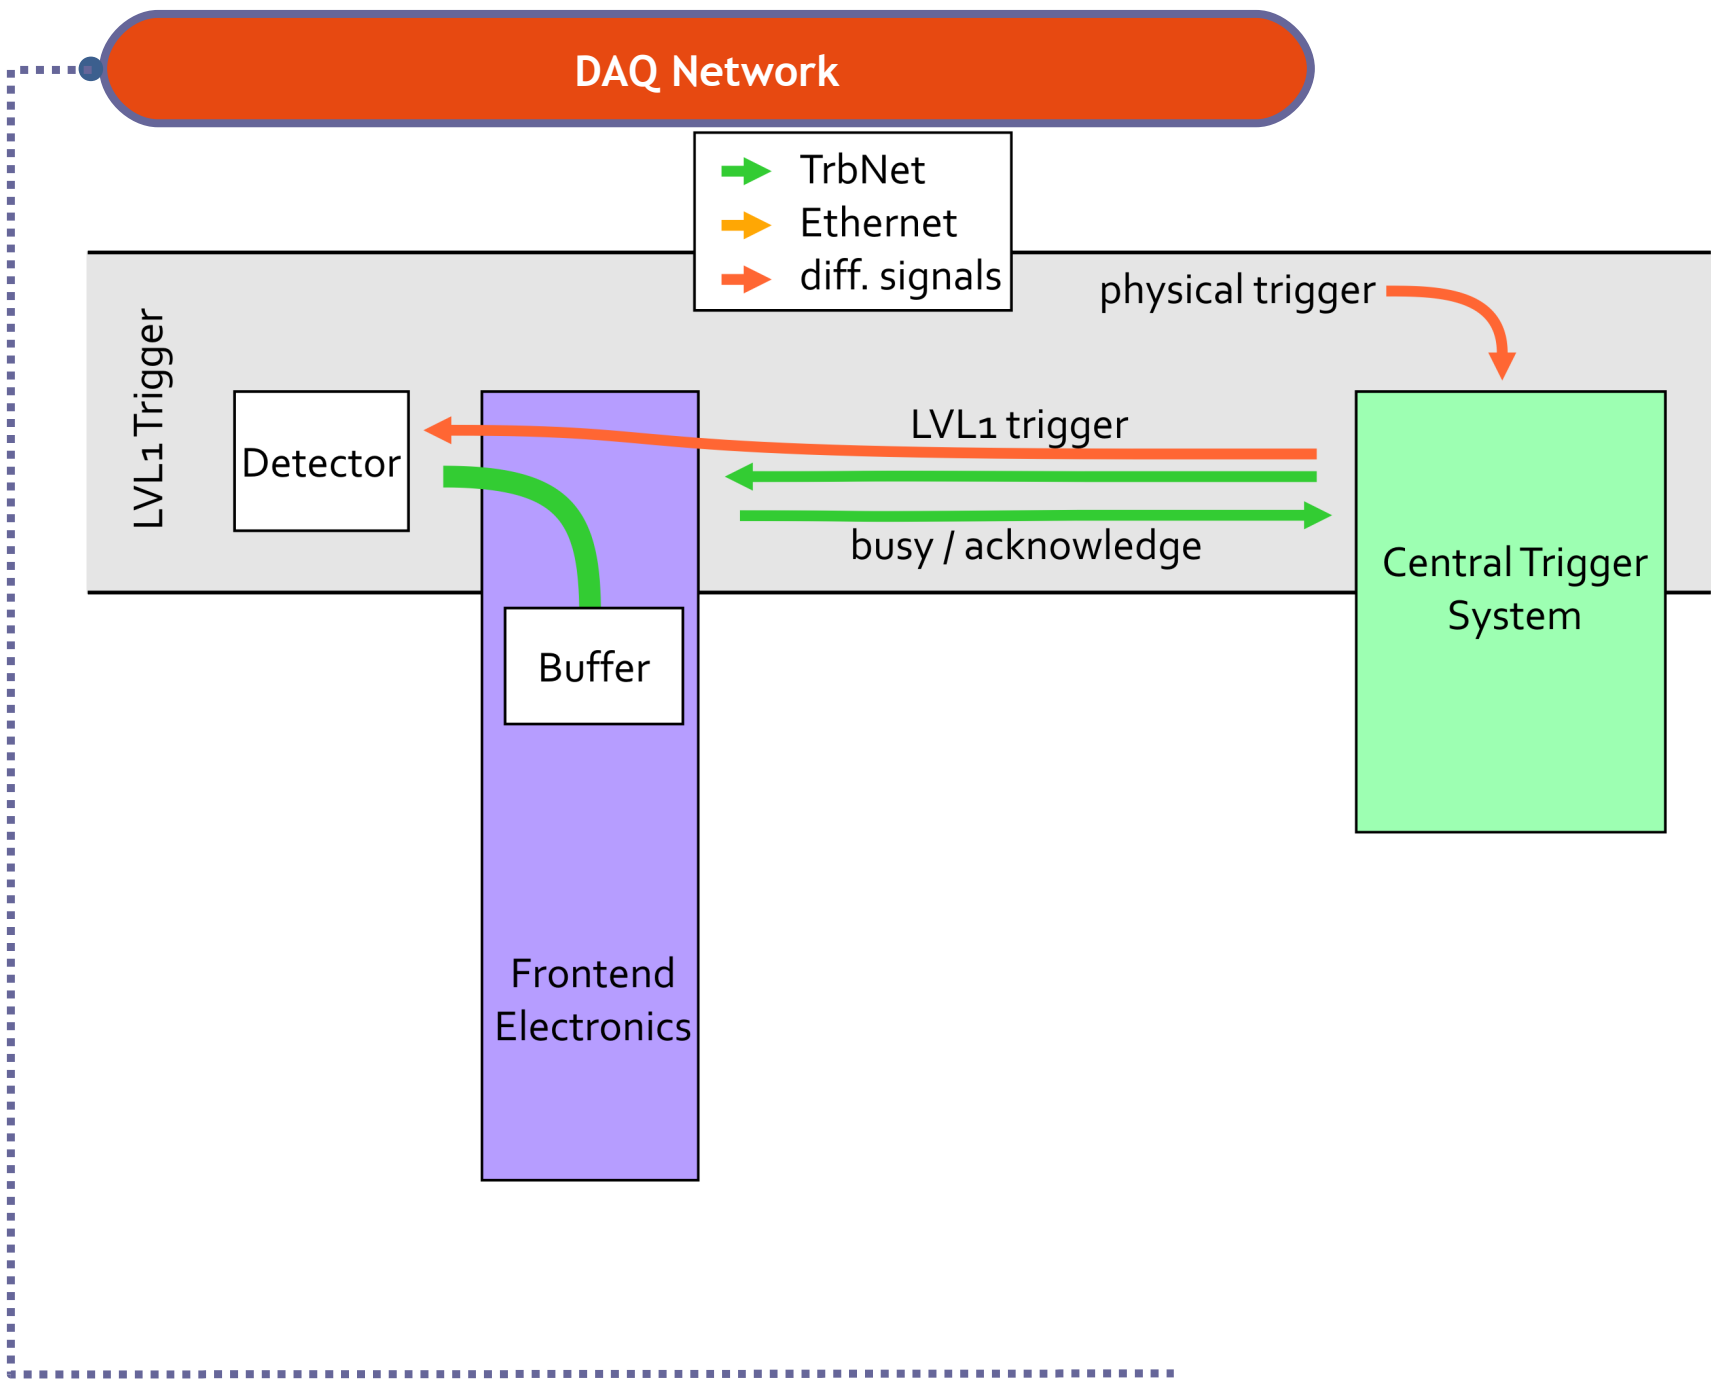 DAQ Network
TrbNet
Ethernet
diff. signals
physical trigger
LVL1 Trigger
Detector
LVL1 trigger
busy / acknowledge
Central Trigger
System
Buffer
Frontend
Electronics